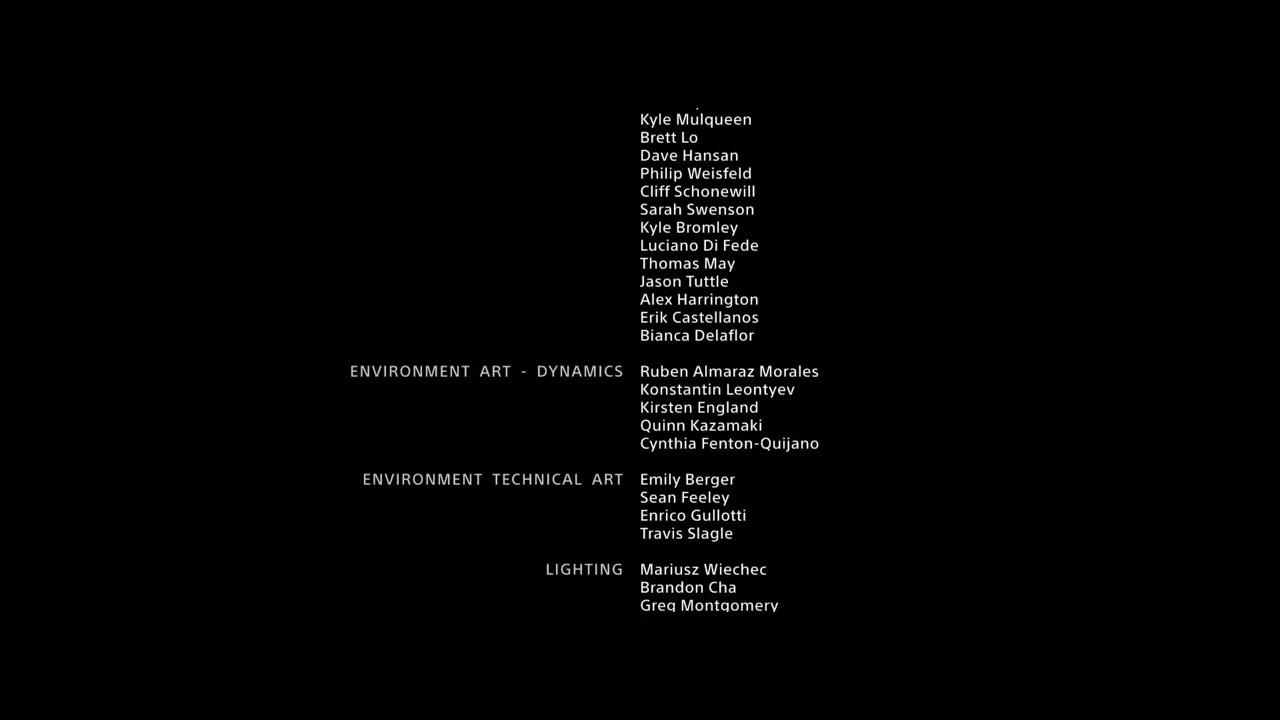 Kyle Mulqueen
Brett Lo
Dave Hansan
Philip Weisfeld
Cliff Schonewill
Sarah Swenson
Kyle Bromley
Luciano Di Fede
Thomas May
Jason Tuttle
Alex Harrington
Erik Castellanos
Bianca Delaflor
ENVIRONMENT ART - DYNAMICS Ruben Almaraz Morales
Konstantin Leontyev
Kirsten England
Quinn Kazamaki
Cynthia Fenton-Quijano
ENVIRONMENT TECHNICAL ART Emily Berger
Sean Feeley
Enrico Gullotti
Travis Slagle
LIGHTING Mariusz Wiechec
Brandon Cha
Greg Montgomery